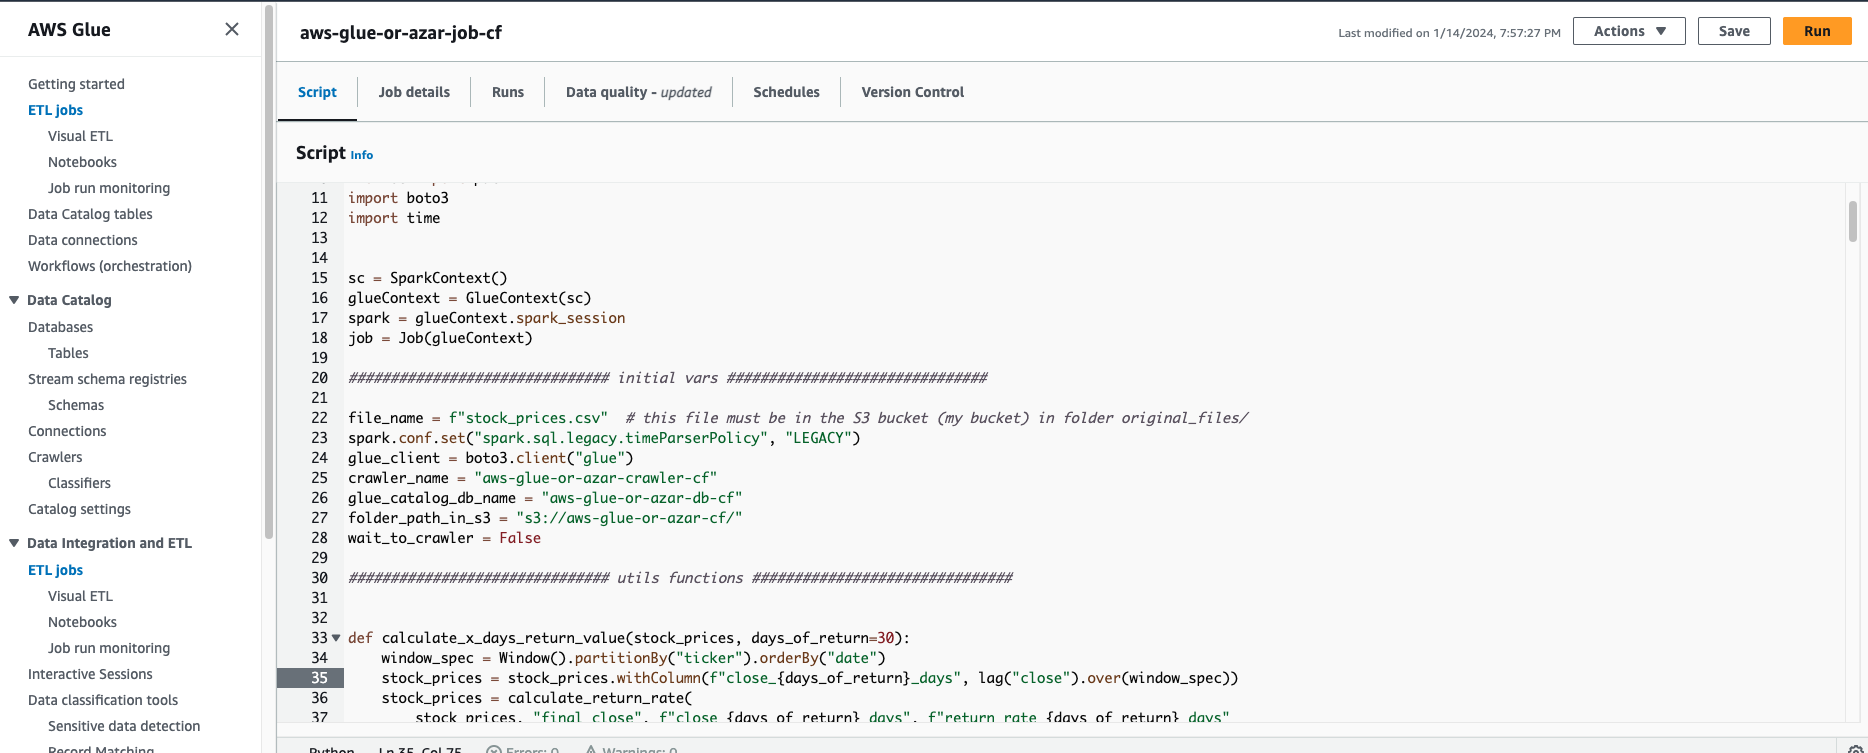 AWS Glue
Getting started
ETL jobs
Visual ETL
Notebooks
Job run monitoring
Data Catalog tables
Data connections
Workflows (orchestration)
Data Catalog
Databases
Tables
Stream schema registries
Schemas
Connections
Crawlers
Classifiers
Catalog settings
Data Integration and ETL
ETL jobs
Visual ETL
Notebooks
Job run monitoring
Interactive Sessions
Data classification tools
Sensitive data detection
Record Matching
aws-glue-or-azar-job-cf
Last modified on 1/14/2024, 7:57:27 PM
Actions
Save
Run
Script
Job details
Runs
Data quality - updated
Schedules
Version Control
Script Info
11 import boto3
12 import time
13
14
15 sc = SparkContext()
16 glueContext = GlueContext(sc)
17 spark = glueContext.spark_session
18 job = Job(glueContext)
19
20 ############################### initial vars ###############################
21
22 file_name = f"stock_prices.csv"  # this file must be in the S3 bucket (my bucket) in folder original_files/
23 spark.conf.set("spark.sql.legacy.timeParserPolicy", "LEGACY")
24 glue_client = boto3.client("glue")
25 crawler_name = "aws-glue-or-azar-crawler-cf"
26 glue_catalog_db_name = "aws-glue-or-azar-db-cf"
27 folder_path_in_s3 = "s3://aws-glue-or-azar-cf/"
28 wait_to_crawler = False
29
30 ############################### utils functions ###############################
31
32
33 def calculate_x_days_return_value(stock_prices, days_of_return=30):
34     window_spec = Window().partitionBy("ticker").orderBy("date")
35     stock_prices = stock_prices.withColumn(f"close_{days_of_return}_days", lag("close").over(window_spec))
36     stock_prices = calculate_return_rate(
37         stock_prices, "final_close", f"close_{days_of_return}_days", f"return_rate_{days_of_return}_days"
Python Ln 35, Col 75 Errors: 0 Warnings: 0